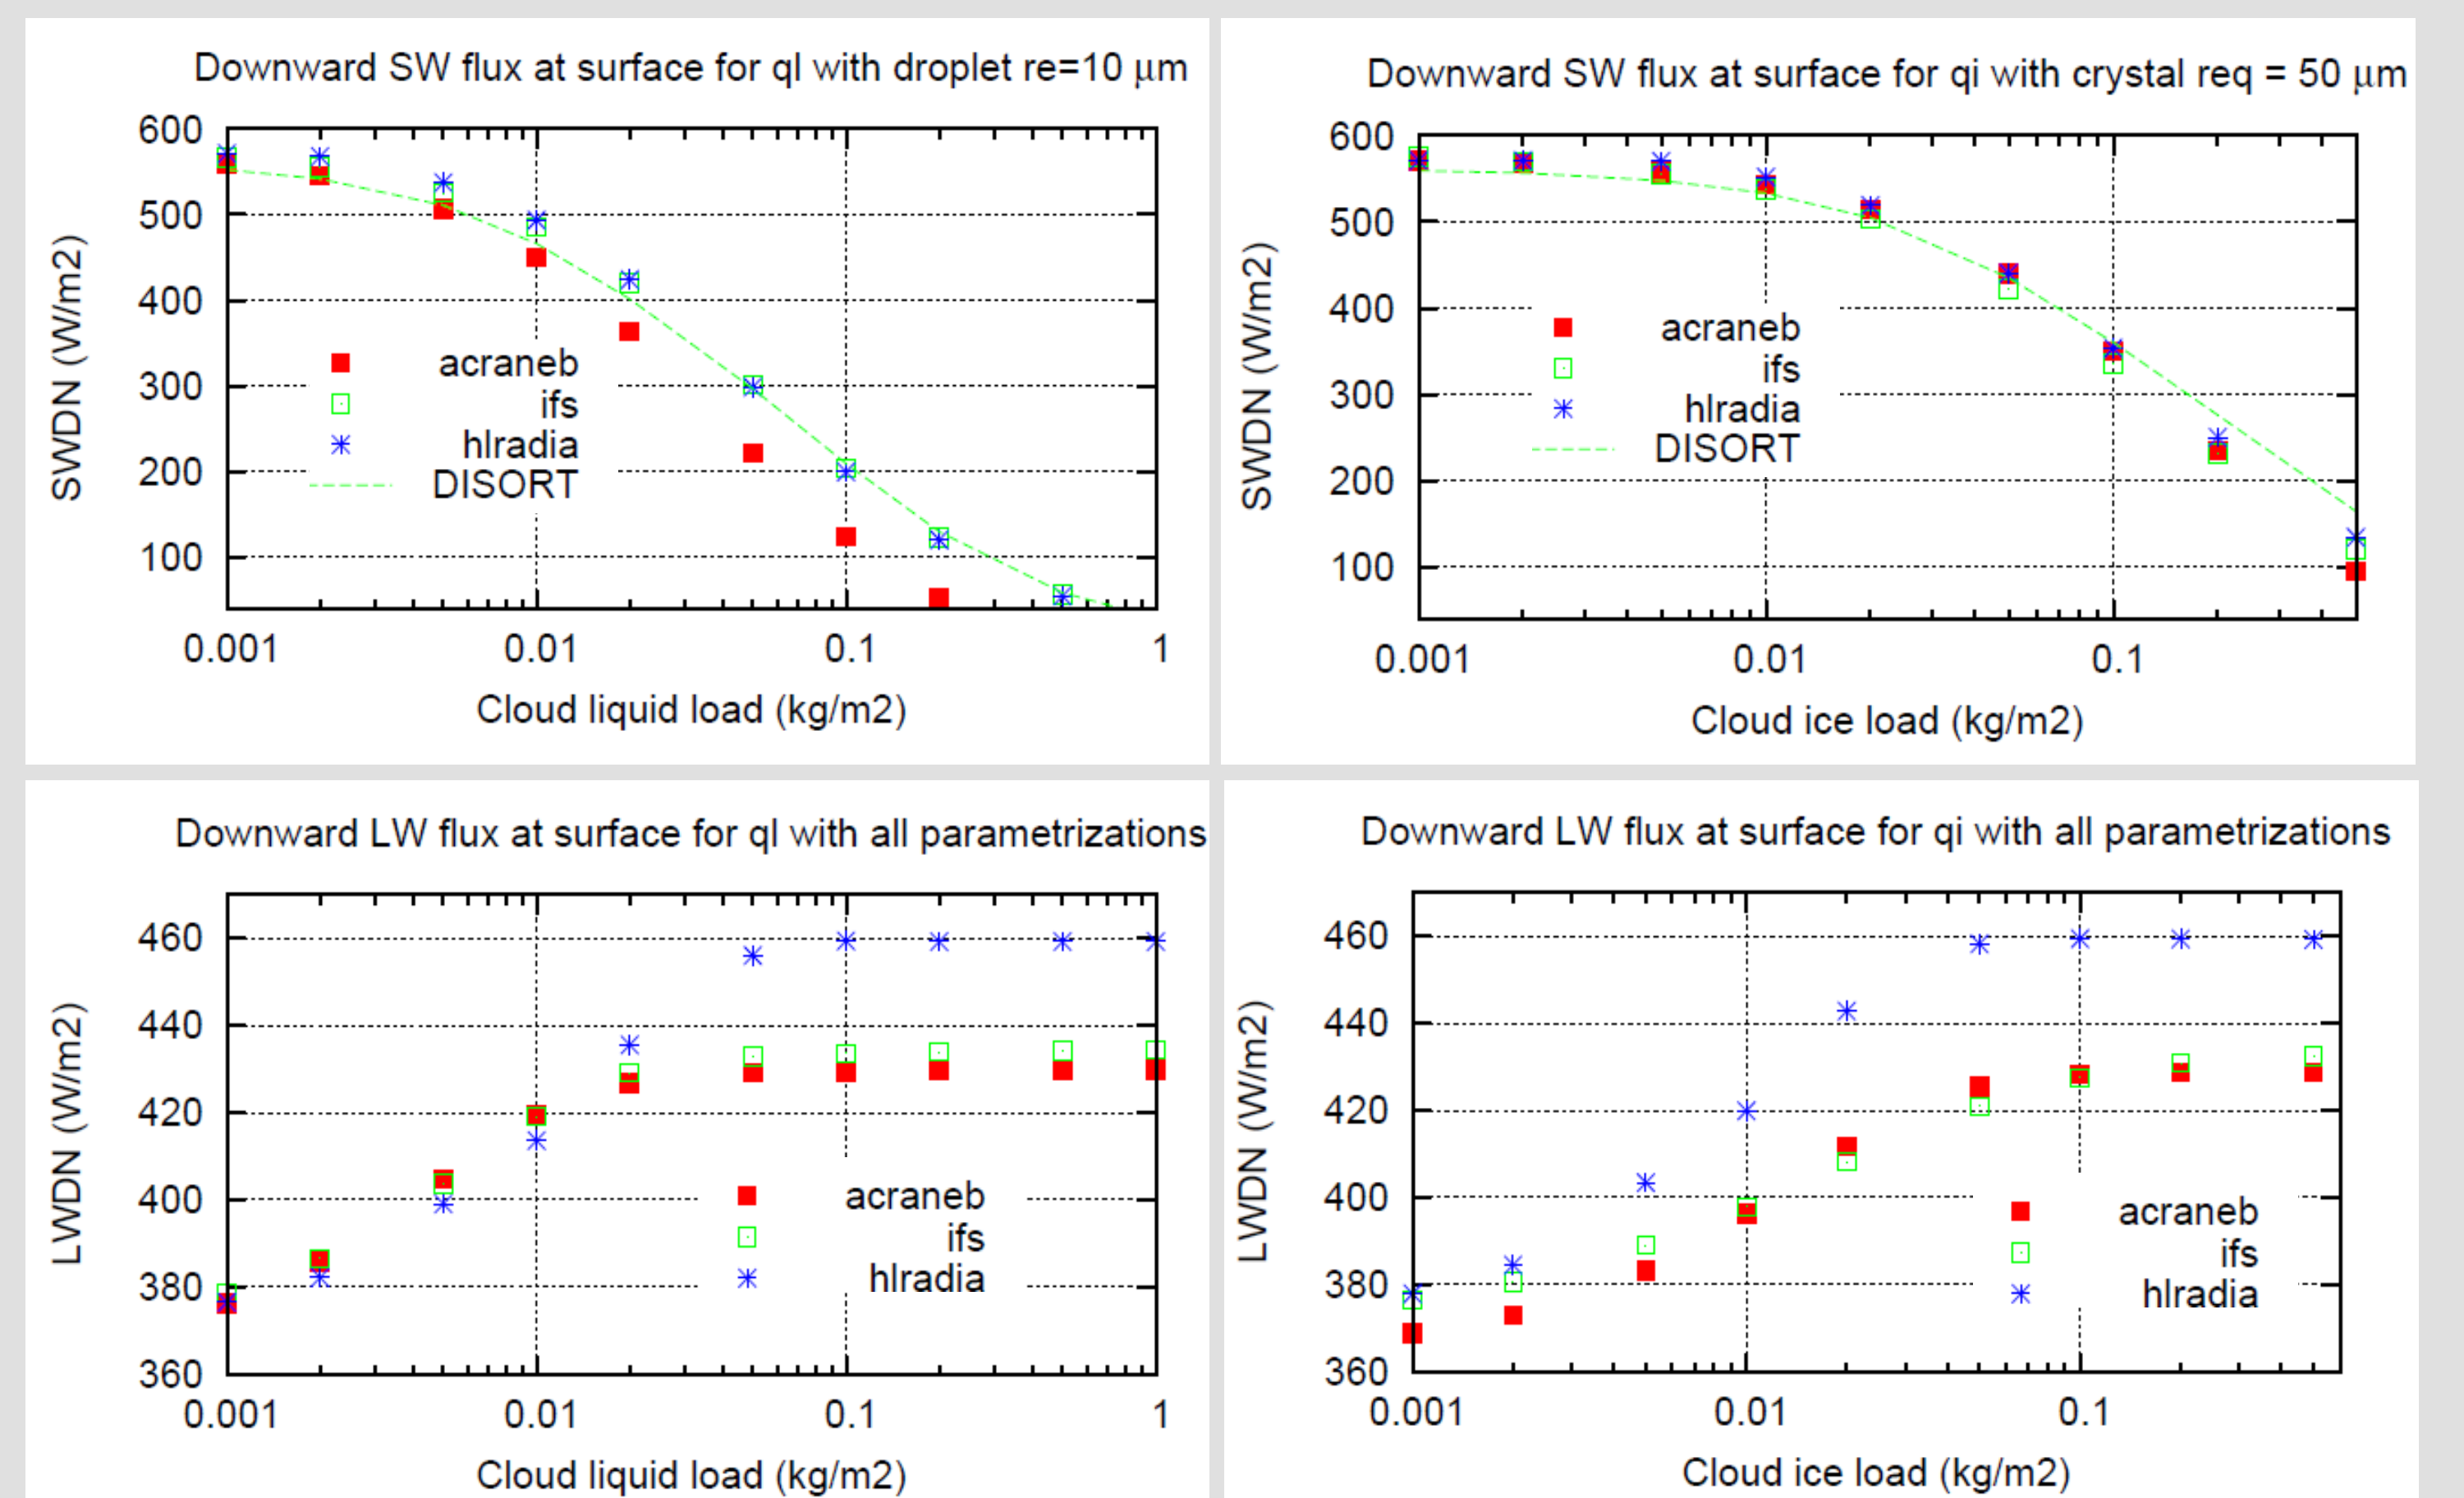 Downward SW flux at surface for ql with droplet re=10 μm
600
500
400
300
200
100
SWDN (W/m2)
acraneb
ifs
hlradia
DISORT
0.001 0.01 0.1 1
Cloud liquid load (kg/m2)
Downward SW flux at surface for qi with crystal req = 50 μm
600
500
400
300
200
100
SWDN (W/m2)
acraneb
ifs
hlradia
DISORT
0.001 0.01 0.1
Cloud ice load (kg/m2)
Downward LW flux at surface for ql with all parametrizations
460
440
420
400
380
360
LWDN (W/m2)
acraneb
ifs
hlradia
0.001 0.01 0.1 1
Cloud liquid load (kg/m2)
Downward LW flux at surface for qi with all parametrizations
460
440
420
400
380
360
LWDN (W/m2)
acraneb
ifs
hlradia
0.001 0.01 0.1
Cloud ice load (kg/m2)